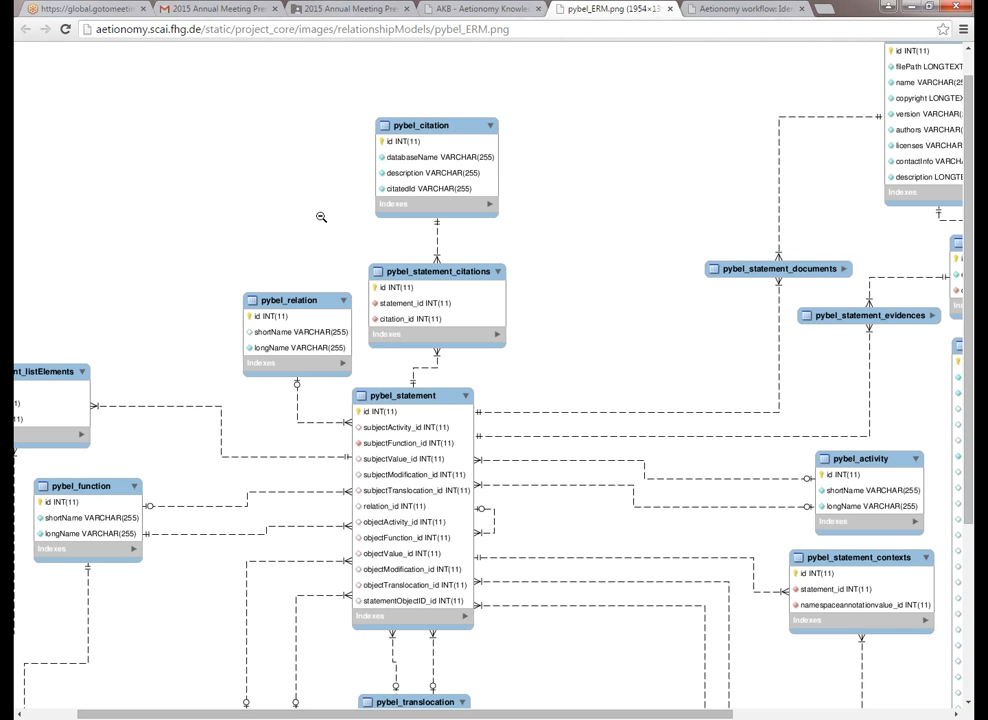 https://global.gotomeetin
2015 Annual Meeting Pre
2015 Annual Meeting Pre
AKB - Aetionomy Knowle
pybel_ERM.png (1954×13
Aetionomy workflow: Ide
aetionomy.scai.fhg.de/static/project_core/images/relationshipModels/pybel_ERM.png
id INT(11)
filePath LONGTEXT
name VARCHAR(25
copyright LONGTE
version VARCHAR(
authors VARCHAR(
licenses VARCHAR(
contactInfo VARCHA
description LONGTE
Indexes
pybel_citation
id INT(11)
databaseName VARCHAR(255)
description VARCHAR(255)
citatedId VARCHAR(255)
Indexes
pybel_statement_citations
id INT(11)
statement_id INT(11)
citation_id INT(11)
Indexes
pybel_statement_documents
pybel_statement_evidences
pybel_relation
id INT(11)
shortName VARCHAR(255)
longName VARCHAR(255)
Indexes
nt_listElements
1)
11)
pybel_statement
id INT(11)
subjectActivity_id INT(11)
subjectFunction_id INT(11)
subjectValue_id INT(11)
subjectModification_id INT(11)
subjectTranslocation_id INT(11)
relation_id INT(11)
objectActivity_id INT(11)
objectFunction_id INT(11)
objectValue_id INT(11)
objectModification_id INT(11)
objectTranslocation_id INT(11)
statementObjectID_id INT(11)
Indexes
pybel_function
id INT(11)
shortName VARCHAR(255)
longName VARCHAR(255)
Indexes
pybel_activity
id INT(11)
shortName VARCHAR(255)
longName VARCHAR(255)
Indexes
pybel_statement_contexts
id INT(11)
statement_id INT(11)
namespaceannotationvalue_id INT(11)
Indexes
pybel_translocation